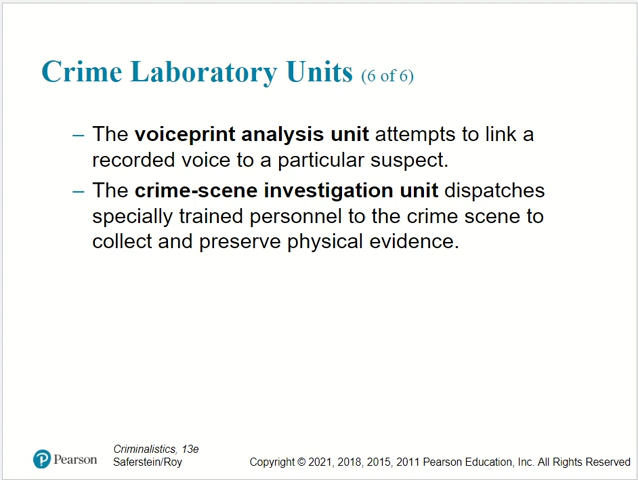 Crime Laboratory Units (6 of 6)
– The voiceprint analysis unit attempts to link a
recorded voice to a particular suspect.
– The crime-scene investigation unit dispatches
specially trained personnel to the crime scene to
collect and preserve physical evidence.
P Pearson
Criminalistics, 13e
Saferstein/Roy
Copyright © 2021, 2018, 2015, 2011 Pearson Education, Inc. All Rights Reserved